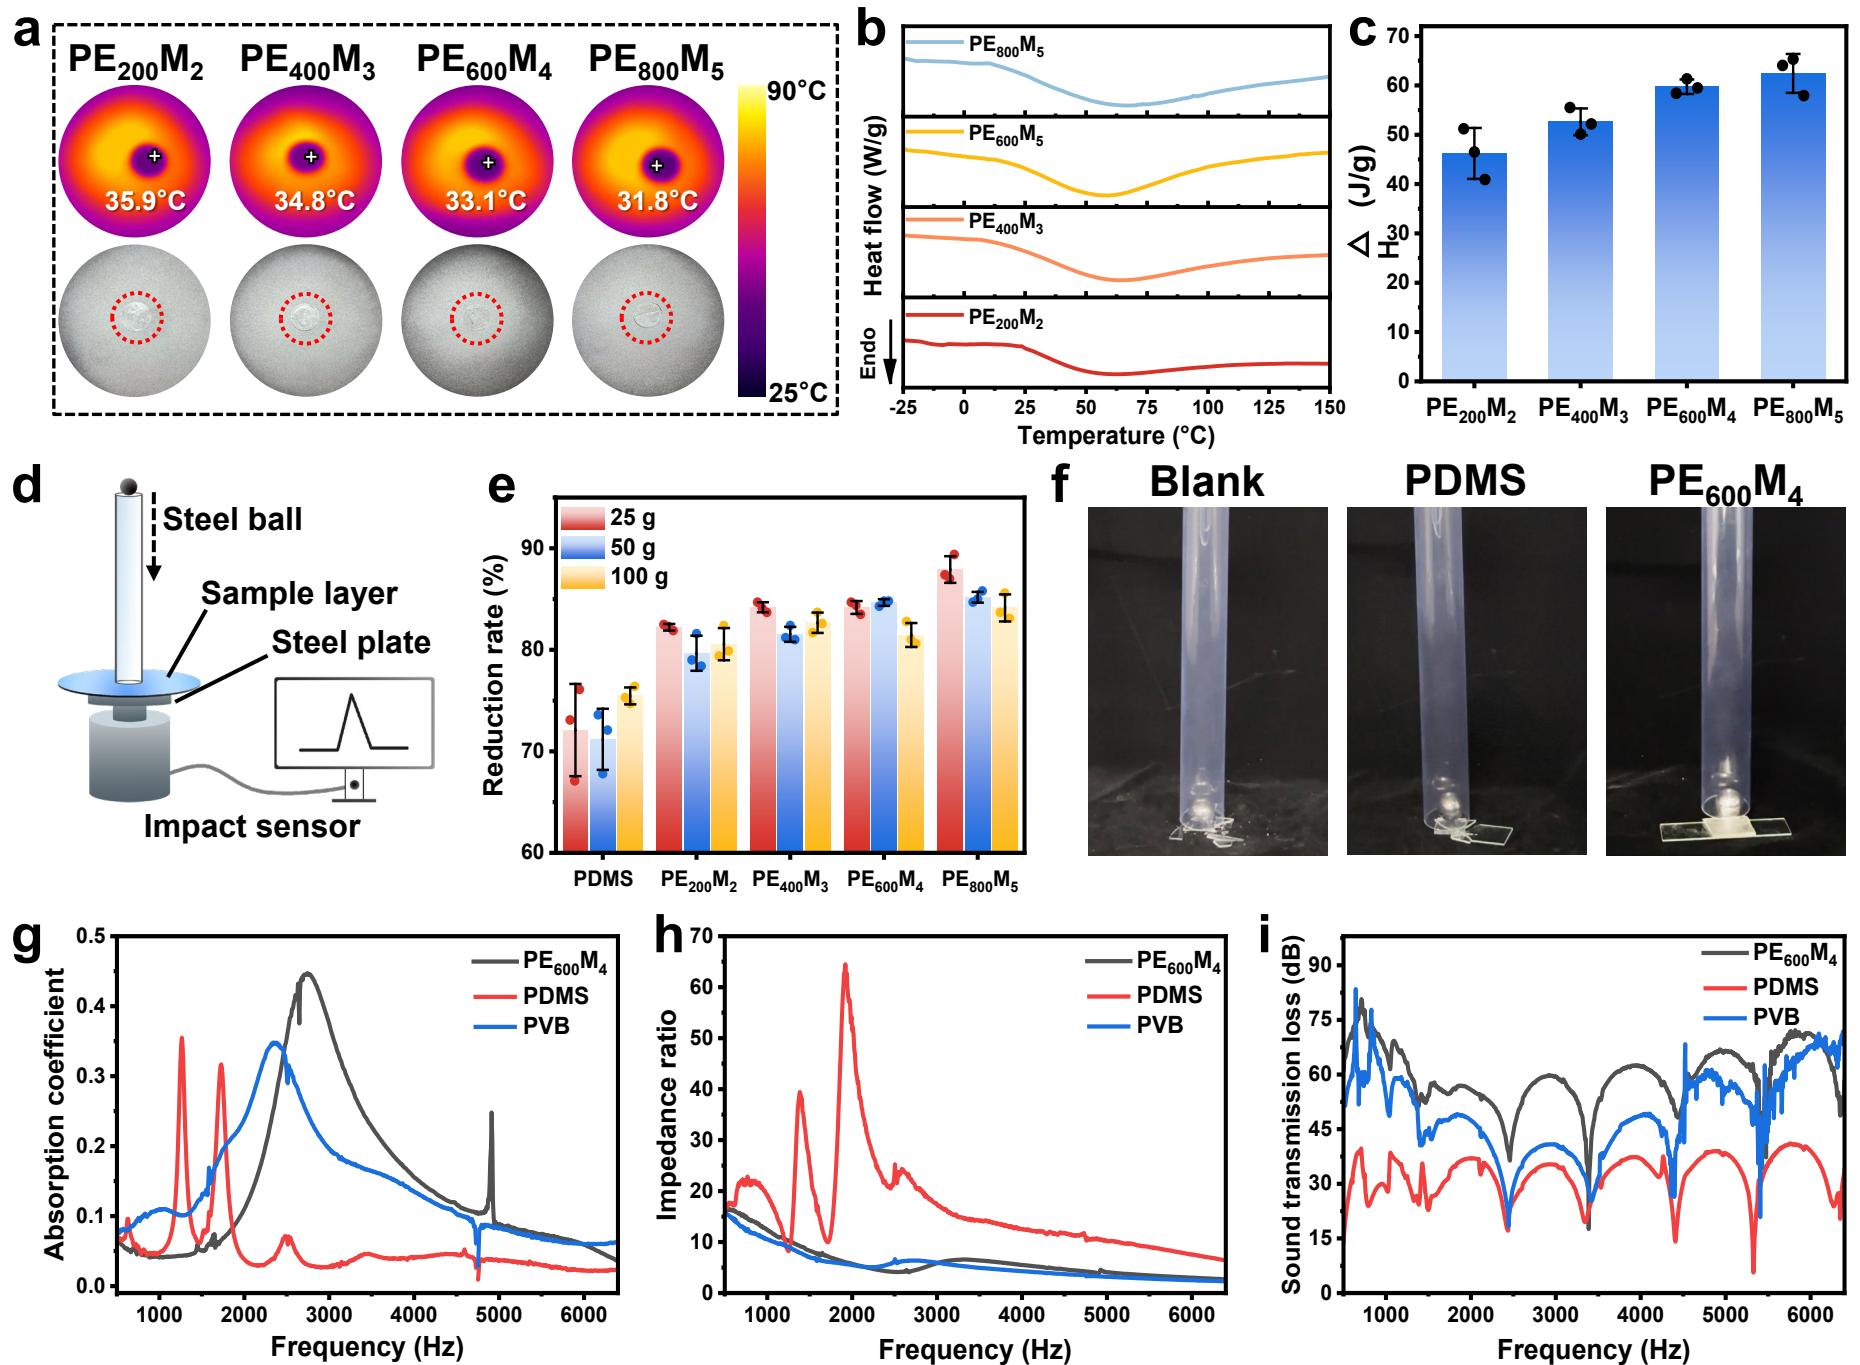 a
PE200M2 PE400M3 PE600M4 PE800M5
90°C
35.9°C 34.8°C 33.1°C 31.8°C
25°C
b
PE800M5
PE600M5
PE400M3
PE200M2
Heat flow (W/g)
Endo
-25 0 25 50 75 100 125 150
Temperature (°C)
c
70
60
50
40
30
20
10
0
△H (J/g)
PE200M2 PE400M3 PE600M4 PE800M5
d
Steel ball
Sample layer
Steel plate
Impact sensor
e
25 g
50 g
100 g
90
80
70
60
Reduction rate (%)
PDMS PE200M2 PE400M3 PE600M4 PE800M5
f
Blank PDMS PE600M4
g
0.5
0.4
0.3
0.2
0.1
0.0
Absorption coefficient
PE600M4
PDMS
PVB
1000 2000 3000 4000 5000 6000
Frequency (Hz)
h
70
60
50
40
30
20
10
0
Impedance ratio
PE600M4
PDMS
PVB
1000 2000 3000 4000 5000 6000
Frequency (Hz)
i
90
75
60
45
30
15
0
Sound transmission loss (dB)
PE600M4
PDMS
PVB
1000 2000 3000 4000 5000 6000
Frequency (Hz)